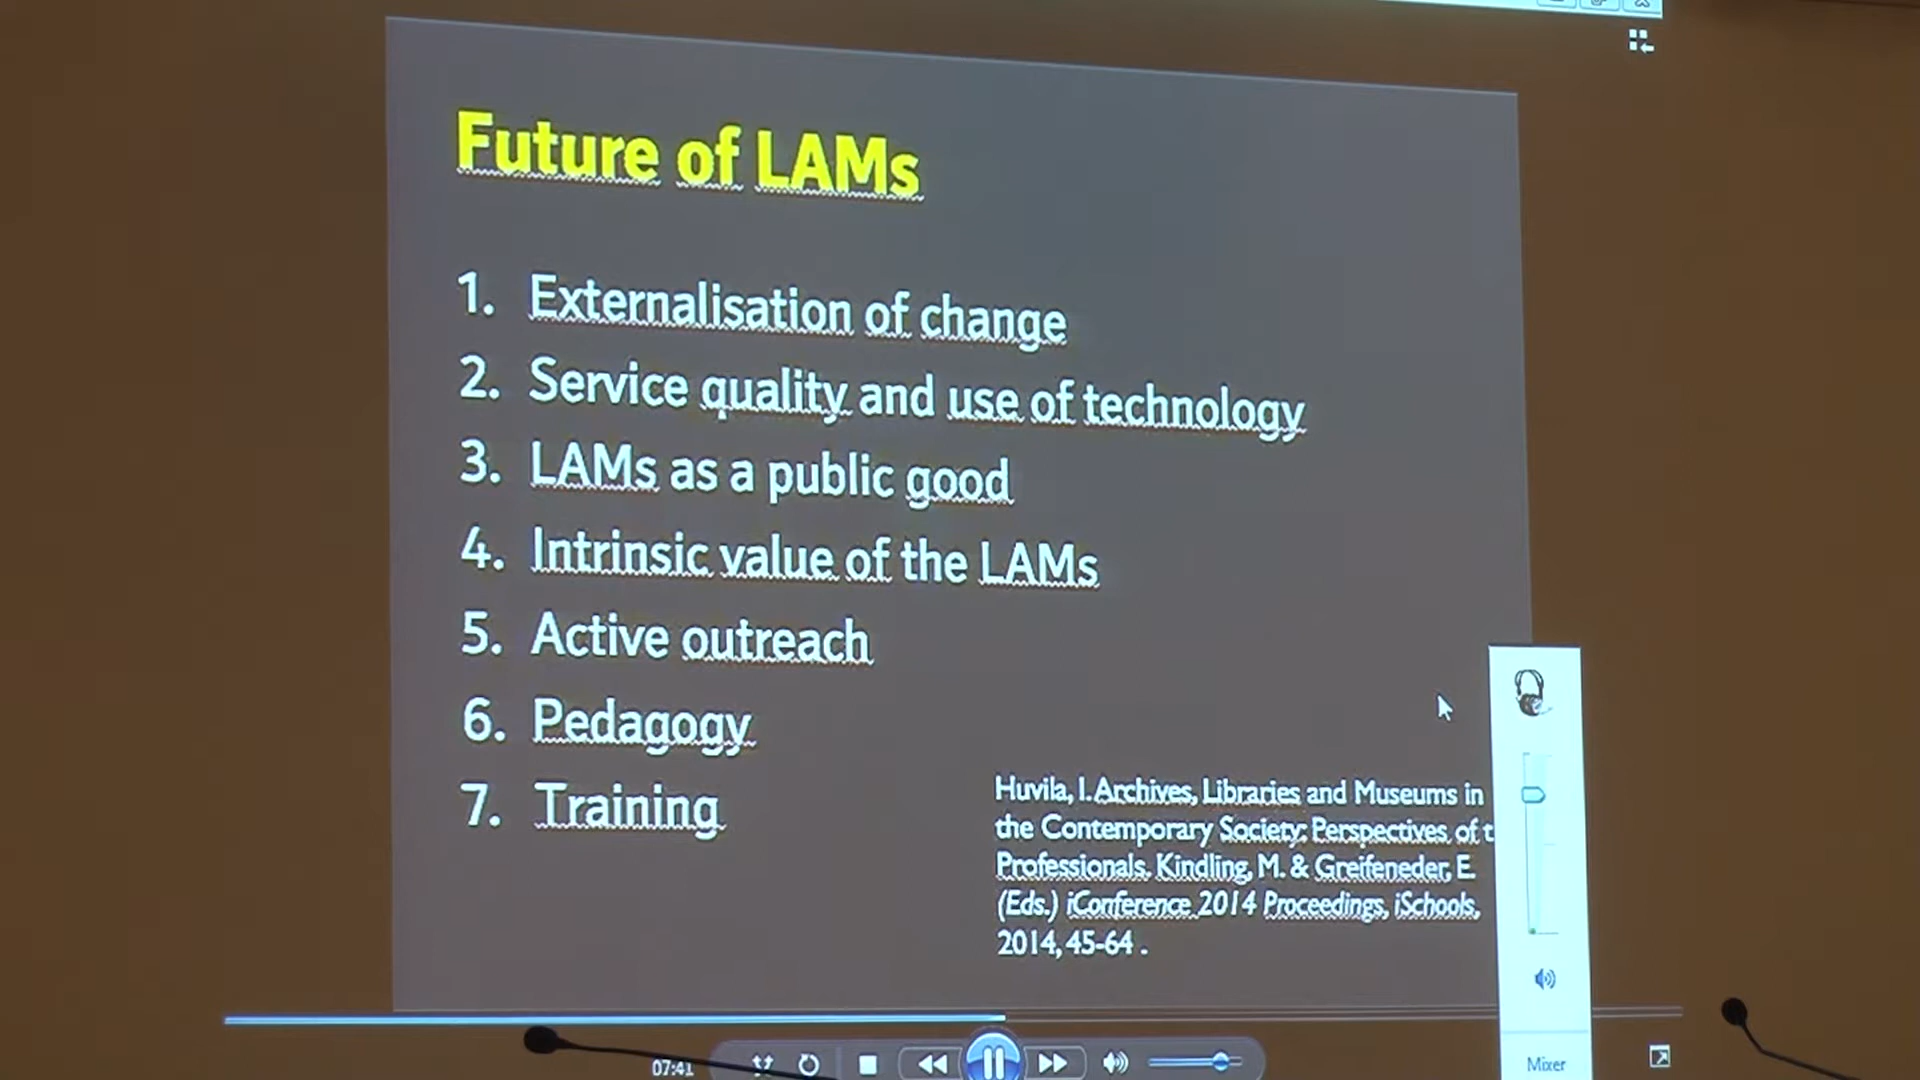 Future of LAMs
1. Externalisation of change
2. Service quality and use of technology
3. LAMs as a public good
4. Intrinsic value of the LAMs
5. Active outreach
6. Pedagogy
7. Training
Huvila, I. Archives, Libraries and Museums in
the Contemporary Society: Perspectives of t
Professionals. Kindling, M. & Greifeneder, E.
(Eds.) iConference 2014 Proceedings, iSchools,
2014, 45-64 .
07:41
Mixer